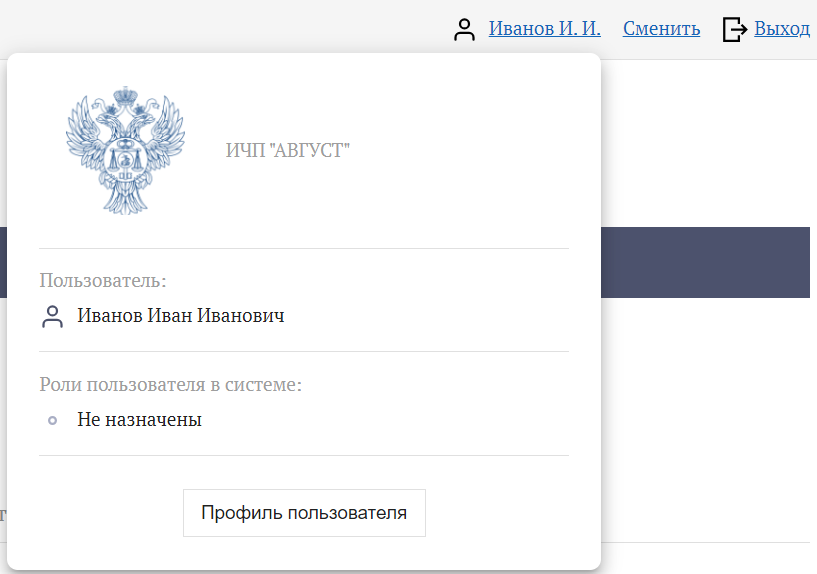 Иванов И. И. Сменить Выход
ИЧП "АВГУСТ"
Пользователь:
Иванов Иван Иванович
Роли пользователя в системе:
Не назначены
Профиль пользователя